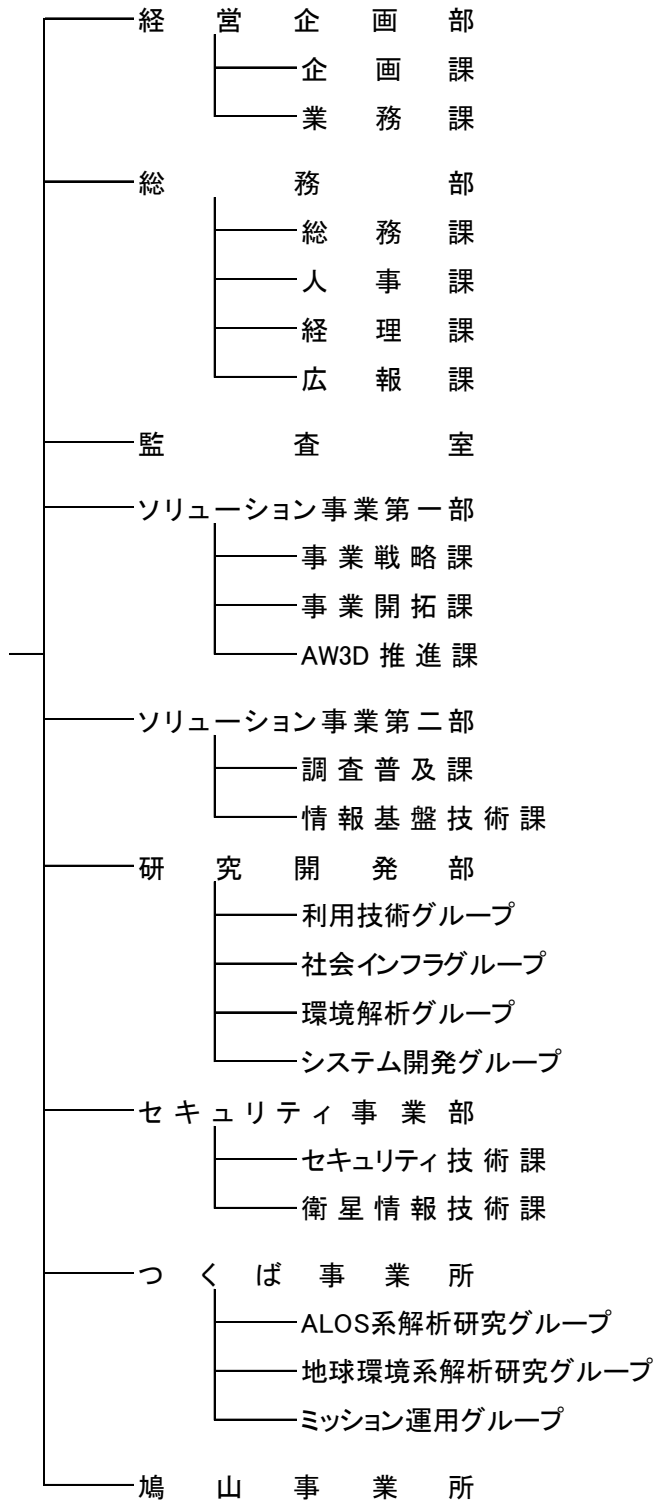 経営企画部
企画課
業務課
総務部
総務課
人事課
経理課
広報課
監査室
ソリューション事業第一部
事業戦略課
事業開拓課
AW3D推進課
ソリューション事業第二部
調査普及課
情報基盤技術課
研究開発部
利用技術グループ
社会インフラグループ
環境解析グループ
システム開発グループ
セキュリティ事業部
セキュリティ技術課
衛星情報技術課
つくば事業所
ALOS系解析研究グループ
地球環境系解析研究グループ
ミッション運用グループ
鳩山事業所